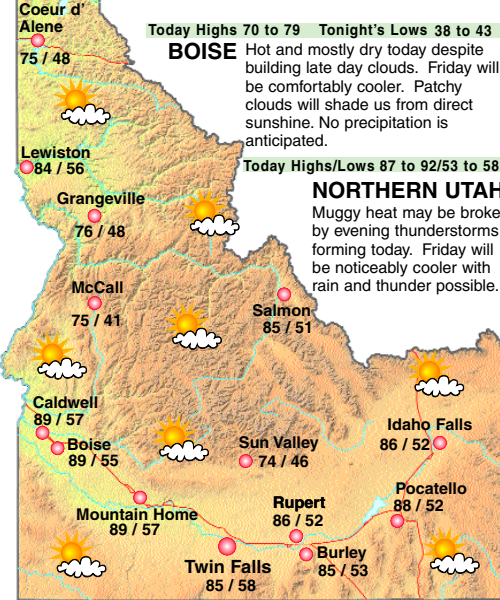 Coeur d'
Alene
75 / 48
Today Highs 70 to 79 Tonight's Lows 38 to 43
BOISE
Hot and mostly dry today despite
building late day clouds. Friday will
be comfortably cooler. Patchy
clouds will shade us from direct
sunshine. No precipitation is
anticipated.
Today Highs/Lows 87 to 92/53 to 58
NORTHERN UTAH
Muggy heat may be broke
by evening thunderstorms
forming today. Friday will
be noticeably cooler with
rain and thunder possible.
Lewiston
84 / 56
Grangeville
76 / 48
McCall
75 / 41
Salmon
85 / 51
Caldwell
89 / 57
Boise
89 / 55
Sun Valley
74 / 46
Idaho Falls
86 / 52
Mountain Home
89 / 57
Rupert
86 / 52
Pocatello
88 / 52
Twin Falls
85 / 58
Burley
85 / 53